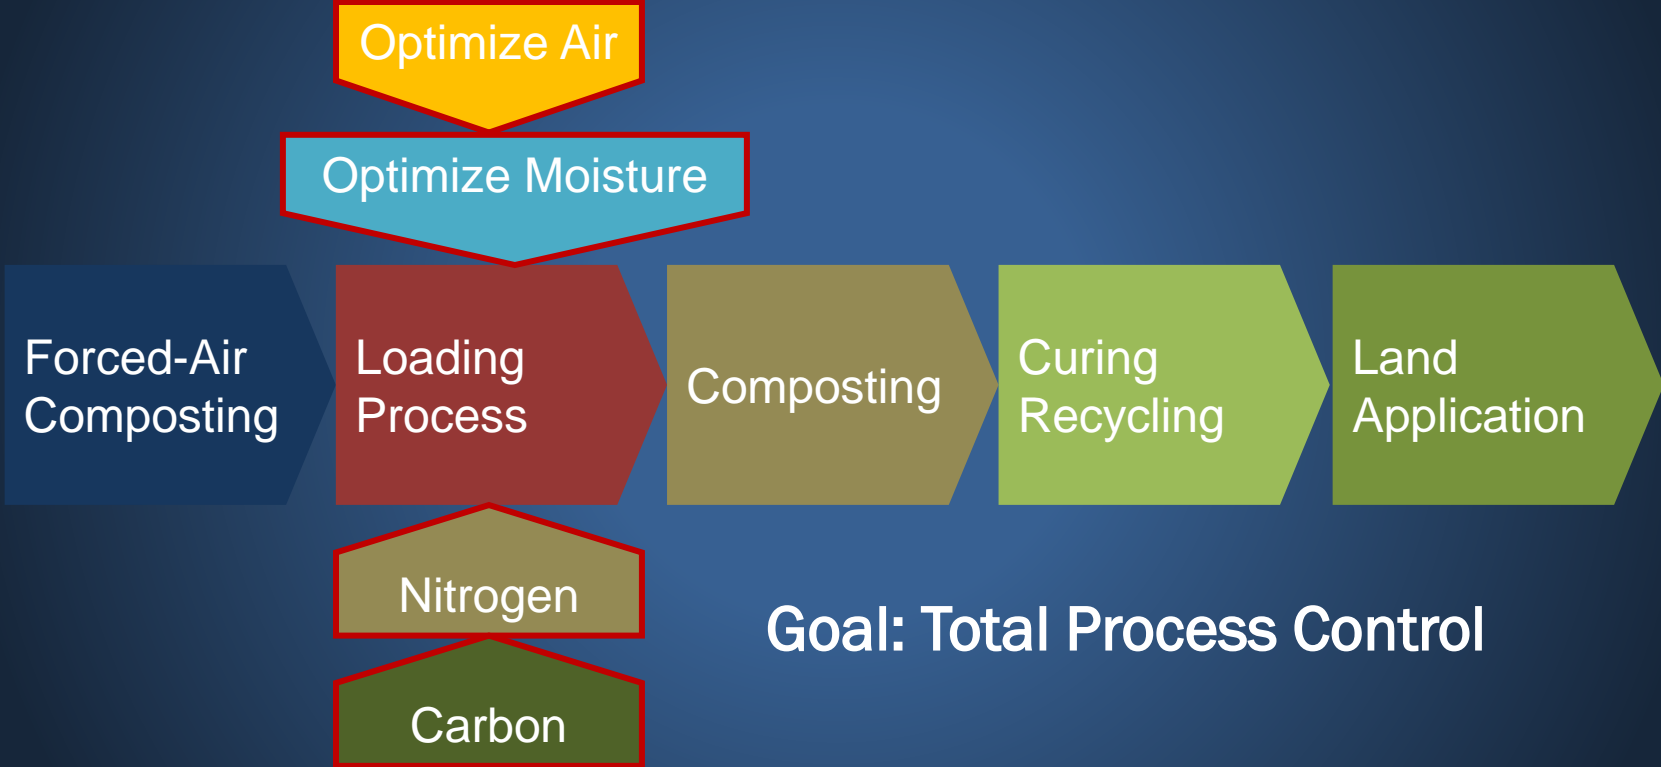 Optimize Air
Optimize Moisture
Forced-Air
Composting
Loading
Process
Composting
Curing
Recycling
Land
Application
Nitrogen
Goal: Total Process Control
Carbon